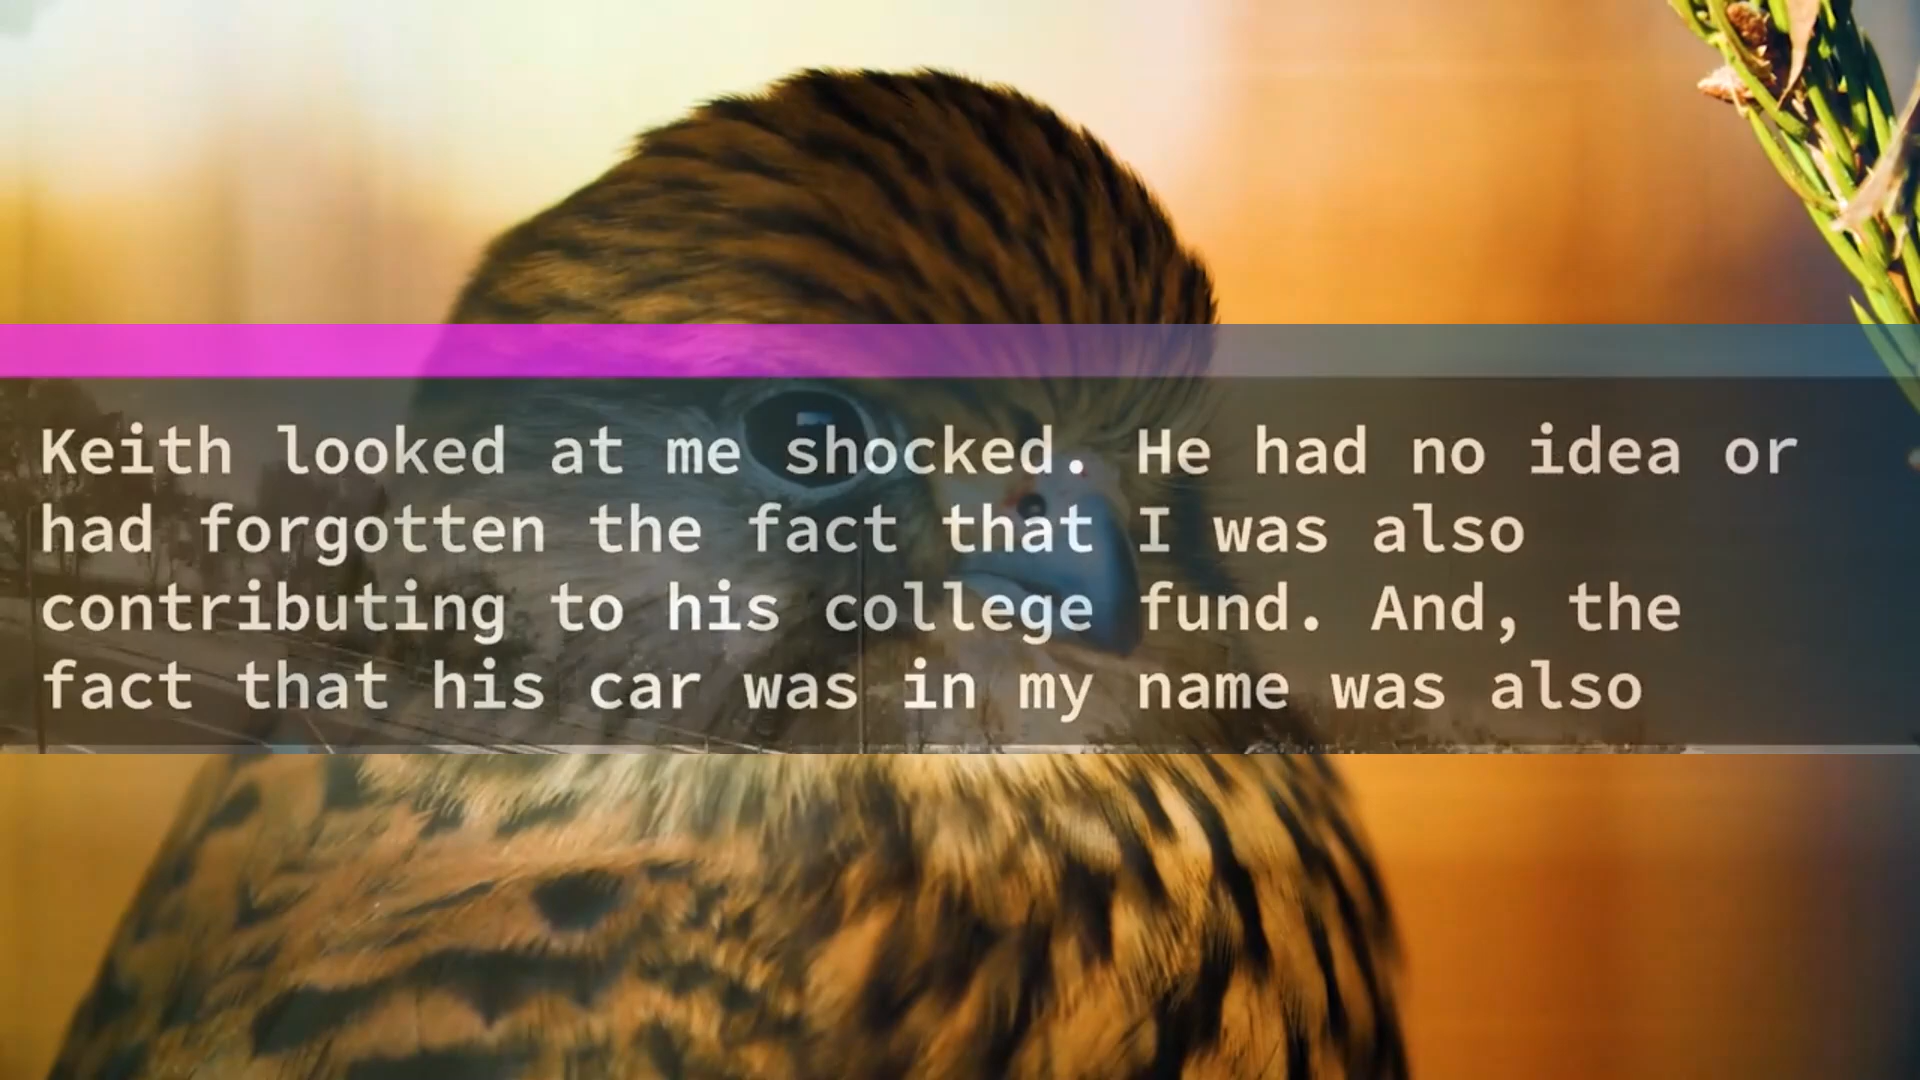 Keith looked at me shocked. He had no idea or
had forgotten the fact that I was also
contributing to his college fund. And, the
fact that his car was in my name was also